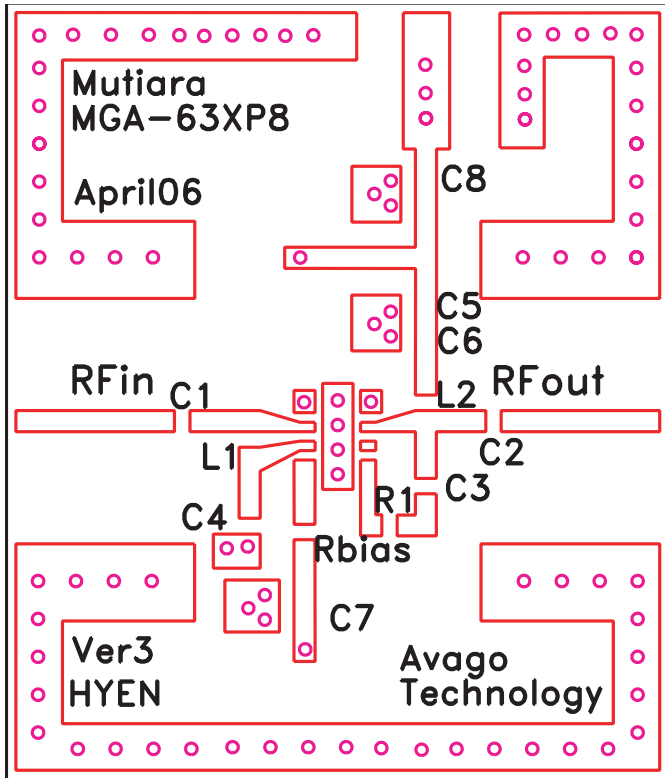 Mutiara
MGA-63XP8
April06
C8
C5
C6
RFin
C1
L2
RFout
L1
C2
C3
R1
C4
Rbias
C7
Ver3
HYEN
Avago
Technology